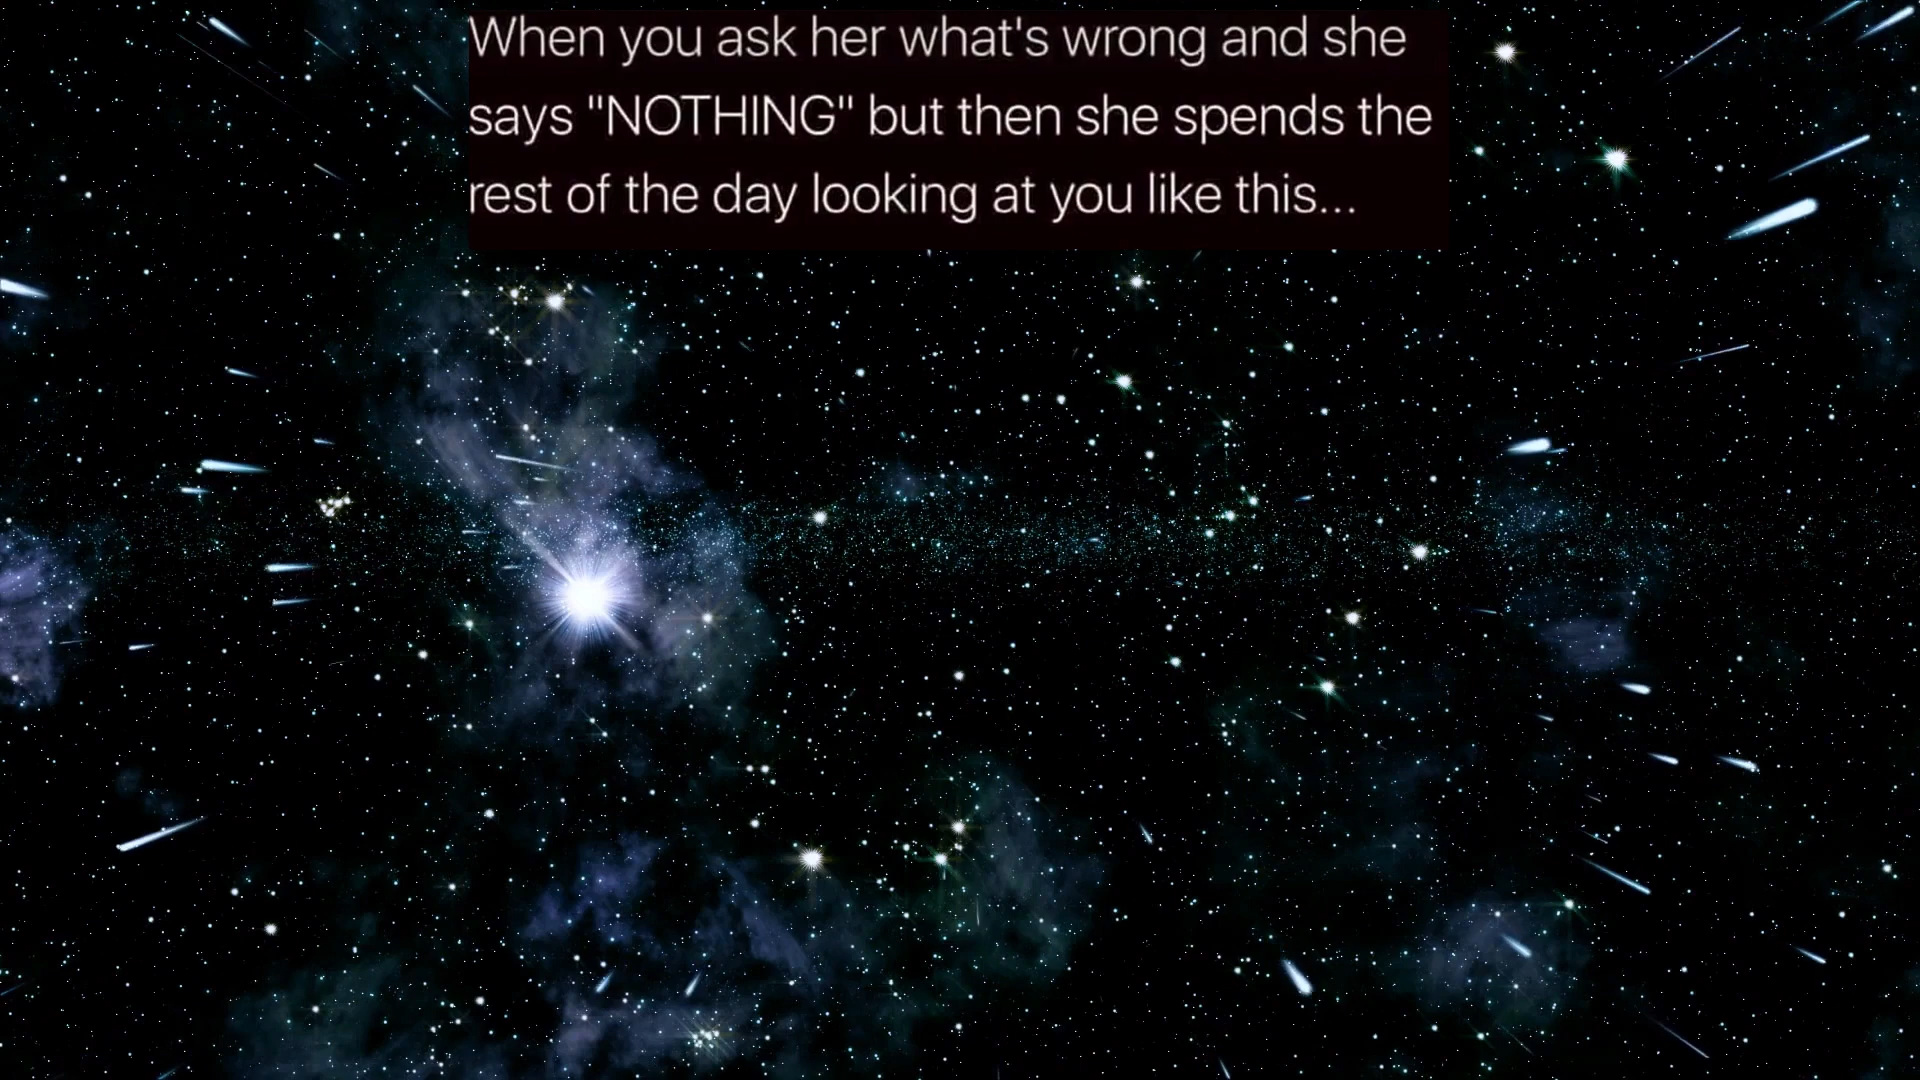 When you ask her what's wrong and she
says "NOTHING" but then she spends the
rest of the day looking at you like this...